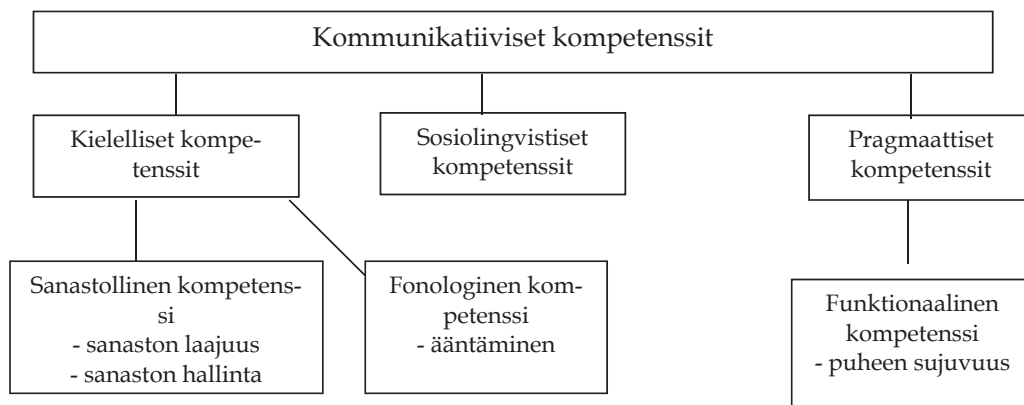 Kommunikatiiviset kompetenssit
Kielelliset kompe-
tenssit
Sosiolingvistiset
kompetenssit
Pragmaattiset
kompetenssit
Sanastollinen kompetens-
si
- sanaston laajuus
- sanaston hallinta
Fonologinen kom-
petenssi
- ääntäminen
Funktionaalinen
kompetenssi
- puheen sujuvuus